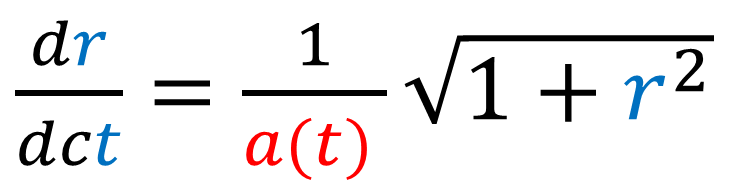 dr/dct = 1/a(t) √(1 + r²)